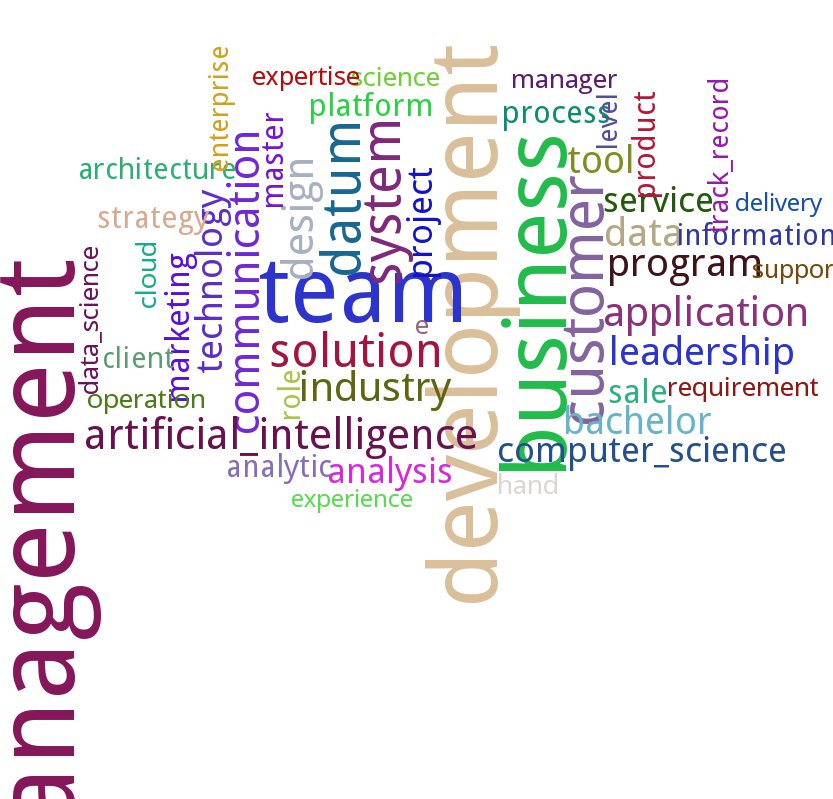 enterprise
expertise
science
manager
platform
process
level
product
track_record
master
architecture
communication
design
datum
system
project
development
business
tool
customer
service
delivery
strategy
technology
data
information
cloud
marketing
data_science
management
team
program
suppor
e
application
client
solution
leadership
role
industry
sale
requirement
operation
bachelor
artificial_intelligence
computer_science
analytic
analysis
hand
experience